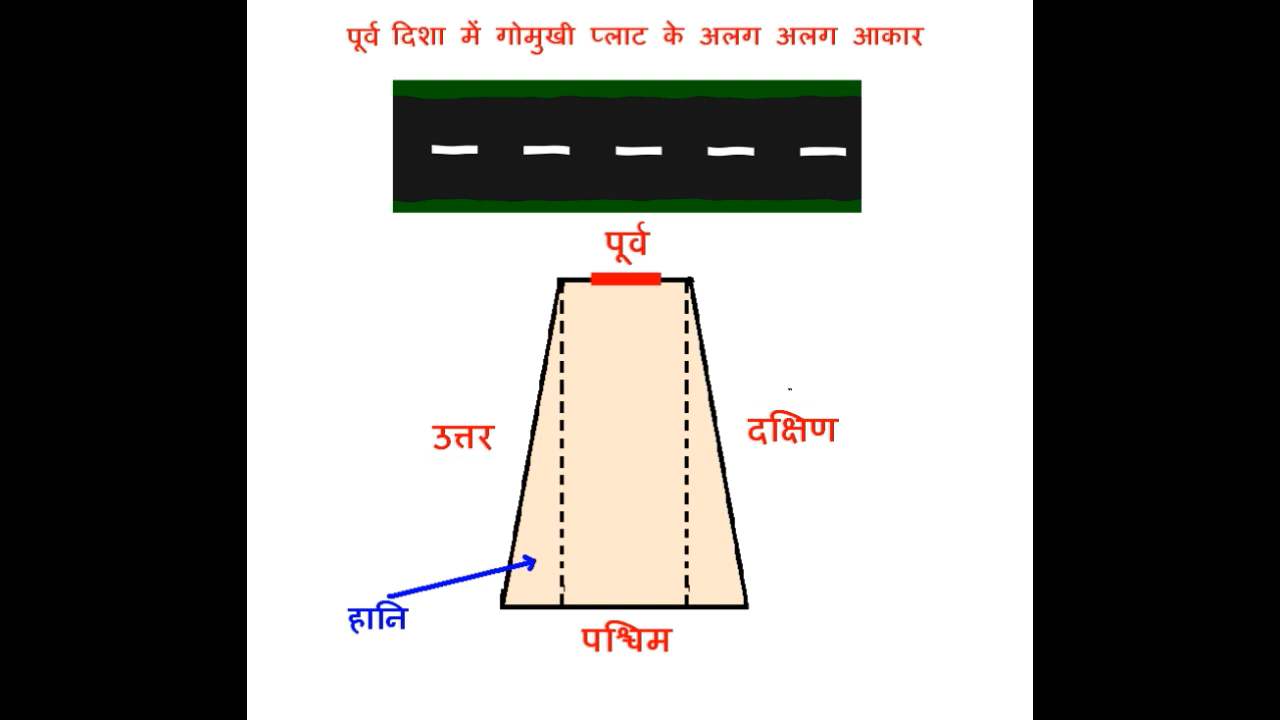 पूर्व दिशा में गोमुखी प्लाट के अलग अलग आकार
पूर्व
उत्तर
दक्षिण
हानि
पश्चिम